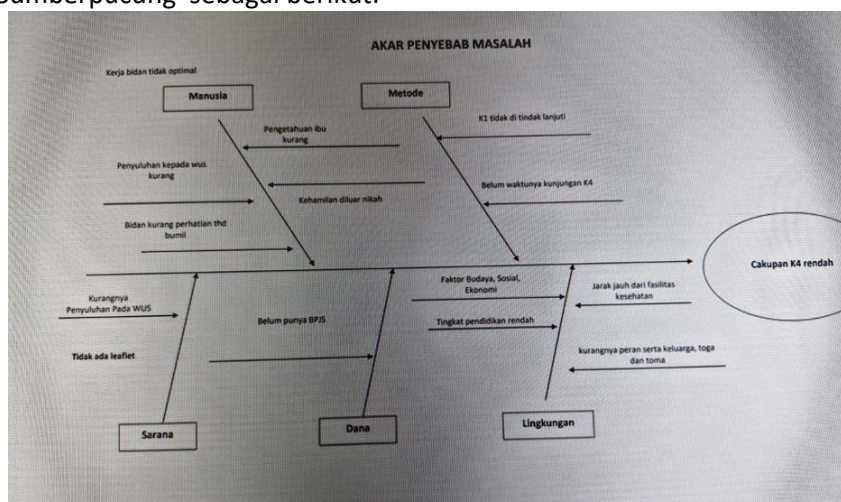 Sumberpucung sebagai berikut:
AKAR PENYEBAB MASALAH
Kerja bidan tidak optimal
Manusia
Metode
Pengetahuan ibu
kurang
K1 tidak di tindak lanjuti
Penyuluhan kepada wus
kurang
Kehamilan diluar nikah
Belum waktunya kunjungan K4
Bidan kurang perhatian thd
bumil
Cakupan K4 rendah
Kurangnya
Penyuluhan Pada WUS
Belum punya BPJS
Faktor Budaya, Sosial,
Ekonomi
Jarak jauh dari fasilitas
kesehatan
Tingkat pendidikan rendah
Tidak ada leaflet
kurangnya peran serta keluarga, toga
dan toma
Sarana
Dana
Lingkungan